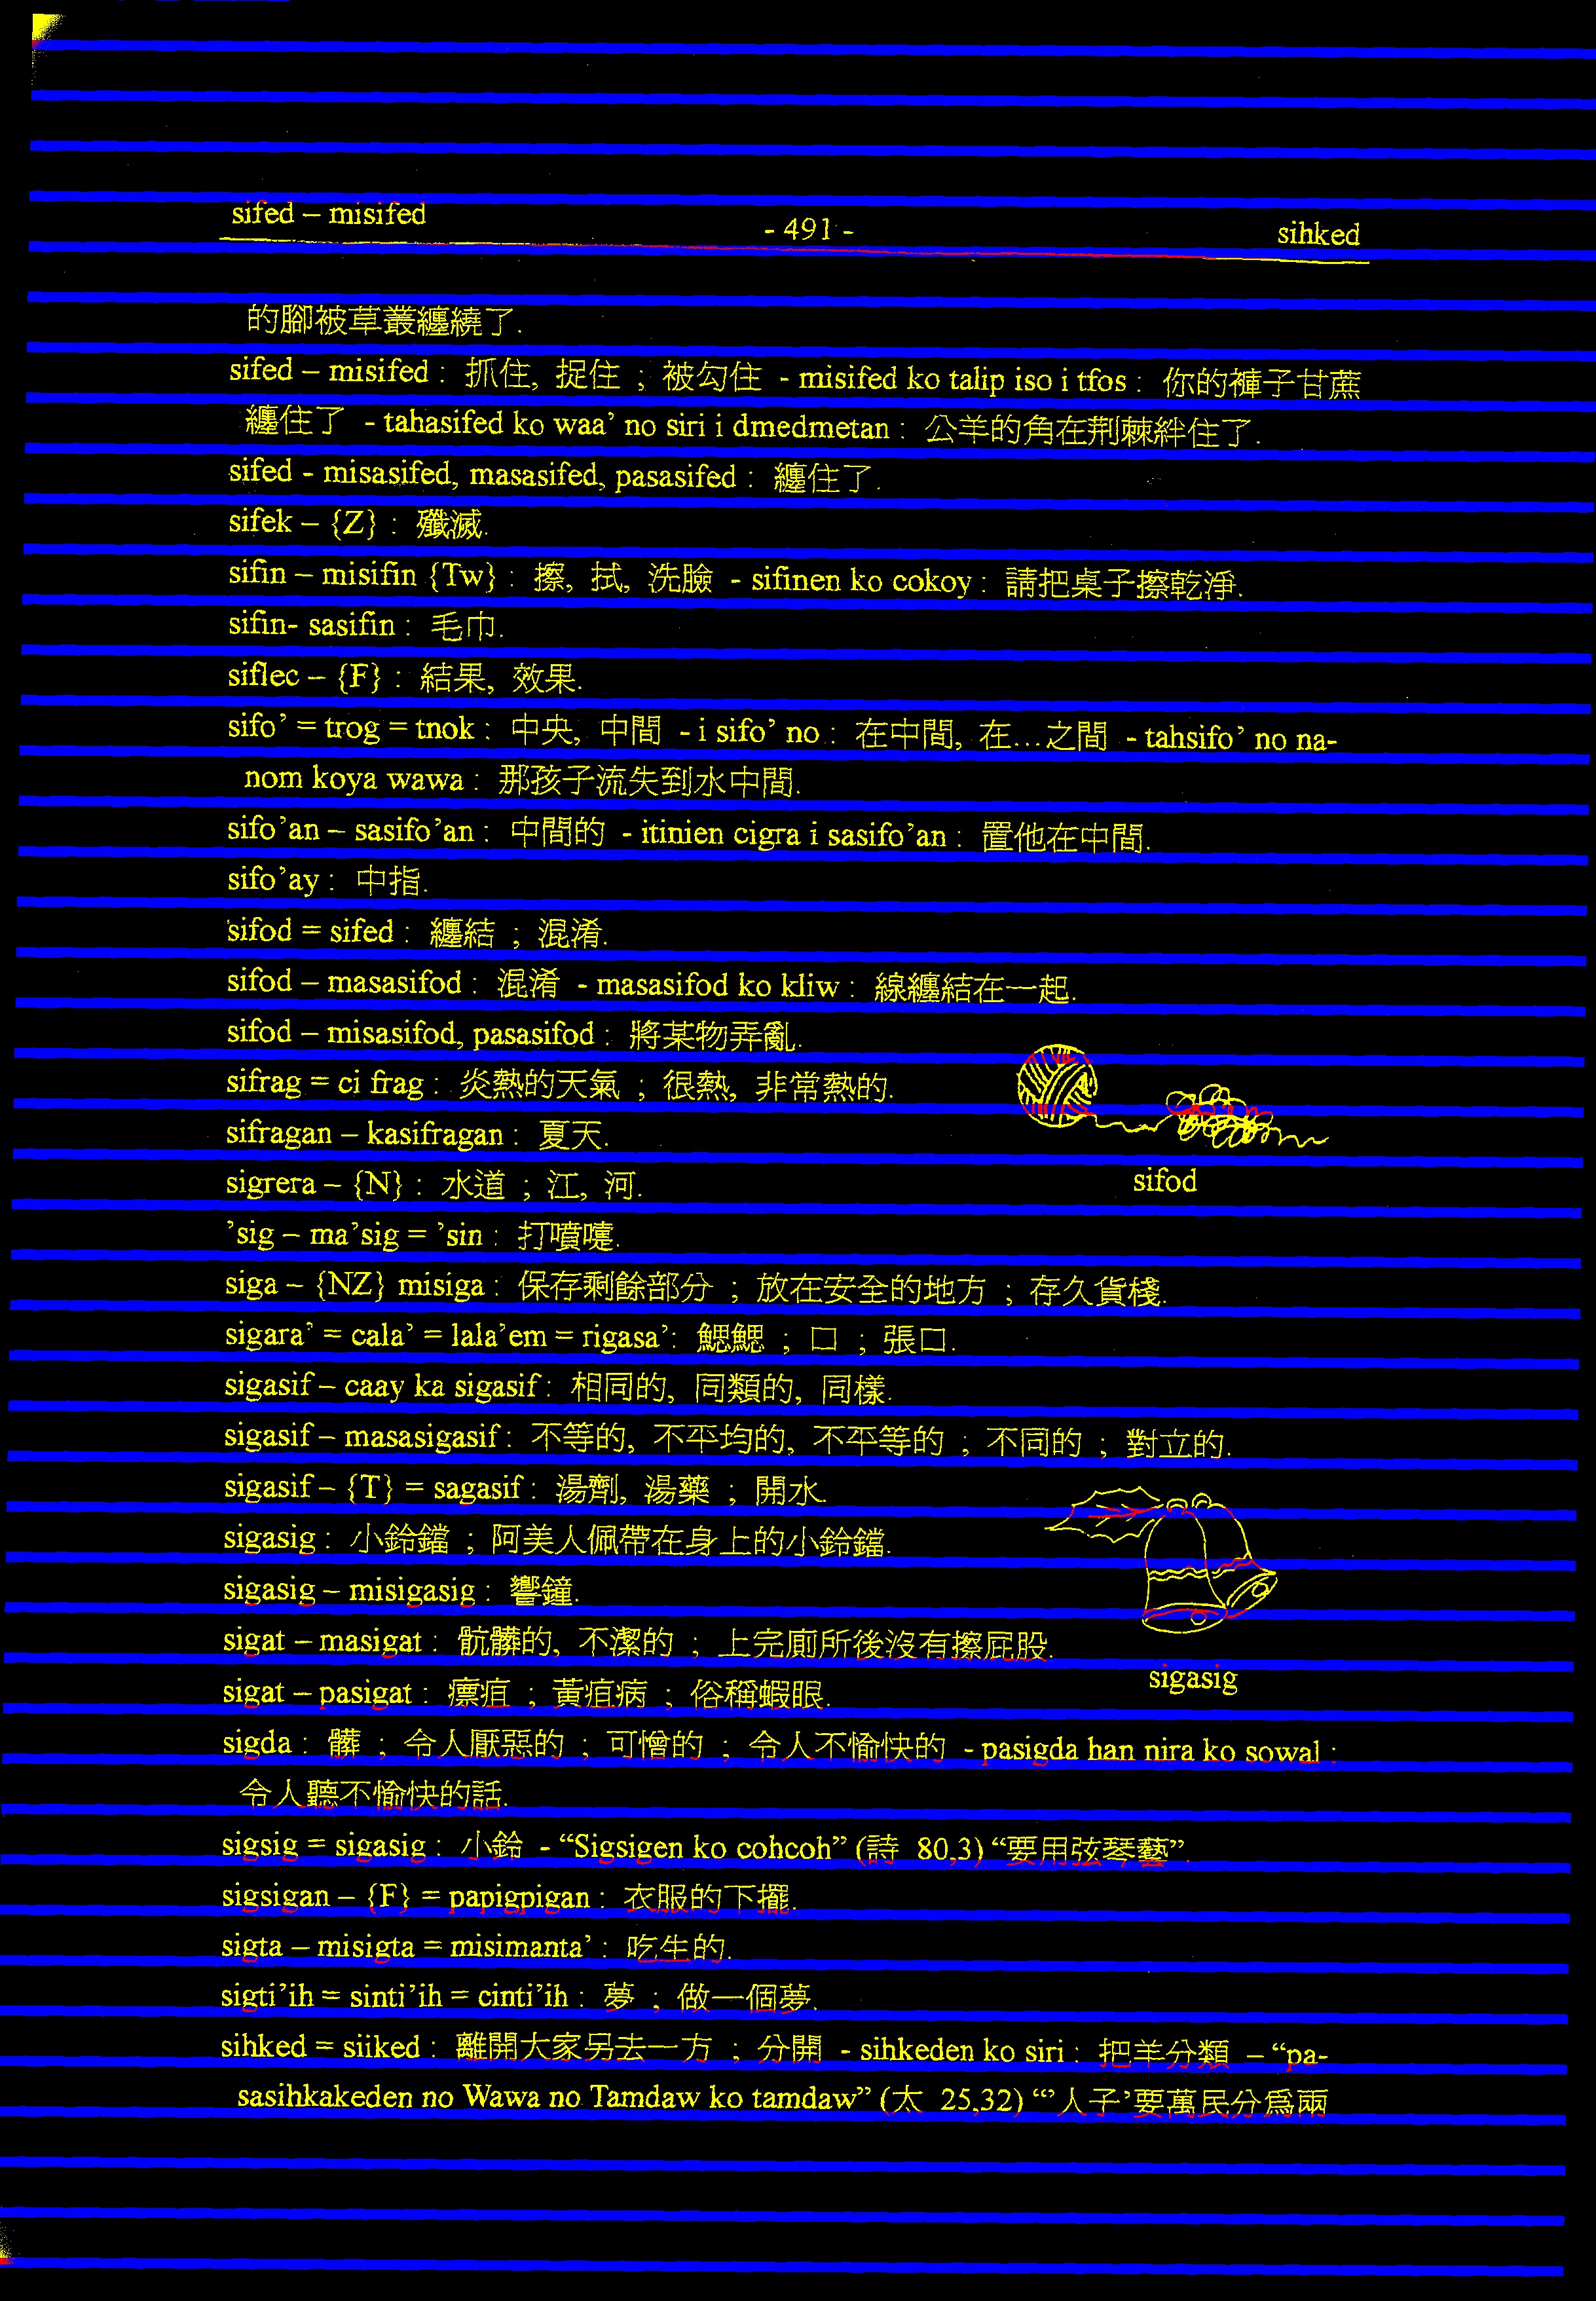 sifed – misifed - 491 - sihked
的腳被草叢纏繞了.
sifed – misifed : 抓住, 捉住 ; 被勾住 - misifed ko talip iso i tfos : 你的褲子甘蔗
纏住了 - tahasifed ko waa’ no siri i dmedmetan : 公羊的角在荆棘絆住了.
sifed - misasifed, masasifed, pasasifed : 纏住了.
sifek – {Z} : 殲滅.
sifin – misifin {Tw} : 擦, 拭, 洗臉 - sifinen ko cokoy : 請把桌子擦乾淨.
sifin- sasifin : 毛巾.
siflec – {F} : 結果, 效果.
sifo’ = trog = tnok : 中央, 中間 - i sifo’ no : 在中間, 在…之間 - tahsifo’ no na-
nom koya wawa : 那孩子流失到水中間.
sifo’an – sasifo’an : 中間的 - itinien cigra i sasifo’an : 置他在中間.
sifo’ay : 中指.
sifod = sifed : 纏結 ; 混淆.
sifod – masasifod : 混淆 - masasifod ko kliw : 線纏結在一起.
sifod – misasifod, pasasifod : 將某物弄亂.
sifrag = ci frag : 炎熱的天氣 ; 很熱, 非常熱的.
sifragan – kasifragan : 夏天.
sigrera – {N} : 水道 ; 江, 河.
sifod
’sig – ma’sig = ’sin : 打噴嚏.
siga – {NZ} misiga : 保存剩餘部分 ; 放在安全的地方 ; 存久貨棧.
sigara’ = cala’ = lala’em = rigasa’: 鰓鰓 ; 口 ; 張口.
sigasif – caay ka sigasif : 相同的, 同類的, 同樣.
sigasif – masasigasif : 不等的, 不平均的, 不平等的 ; 不同的 ; 對立的.
sigasif – {T} = sagasif : 湯劑, 湯藥 ; 開水.
sigasig : 小鈴鐺 ; 阿美人佩帶在身上的小鈴鐺.
sigasig – misigasig : 響鐘.
sigat – masigat : 骯髒的, 不潔的 ; 上完廁所後沒有擦屁股.
sigasig
sigat – pasigat : 瘭疽 ; 黃疸病 ; 俗稱蝦眼.
sigda : 髒 ; 令人厭惡的 ; 可憎的 ; 令人不愉快的 - pasigda han nira ko sowal :
令人聽不愉快的話.
sigsig = sigasig : 小鈴 - “Sigsigen ko cohcoh” (詩 80,3) “要用弦琴藝”.
sigsigan – {F} = papigpigan : 衣服的下擺.
sigta – misigta = misimanta’ : 吃生的.
sigti’ih = sinti’ih = cinti’ih : 夢 ; 做一個夢.
sihked = siiked : 離開大家另去一方 ; 分開 - sihkeden ko siri : 把羊分類 – “pa-
sasihkakeden no Wawa no Tamdaw ko tamdaw” (太 25,32) “’人子’要萬民分為兩